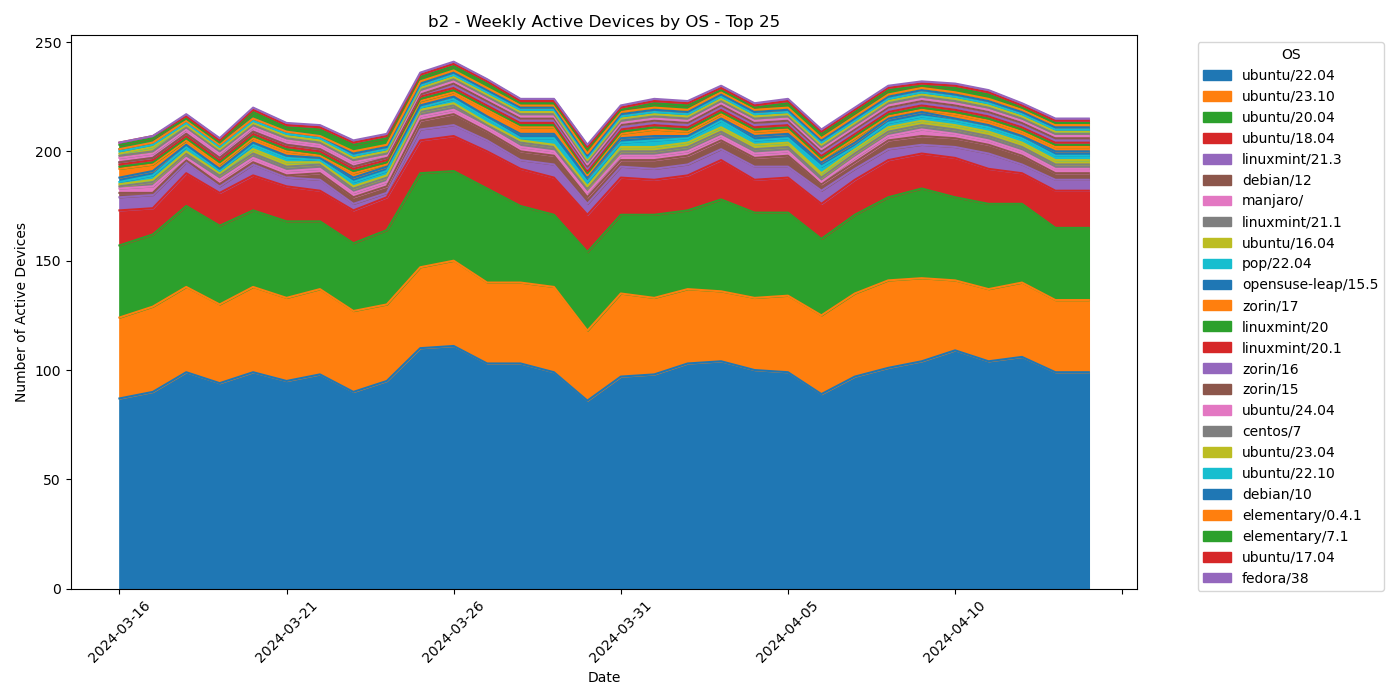 b2 - Weekly Active Devices by OS - Top 25
250
200
150
100
50
0
Number of Active Devices
2024-03-16
2024-03-21
2024-03-26
2024-03-31
2024-04-05
2024-04-10
Date
OS
ubuntu/22.04
ubuntu/23.10
ubuntu/20.04
ubuntu/18.04
linuxmint/21.3
debian/12
manjaro/
linuxmint/21.1
ubuntu/16.04
pop/22.04
opensuse-leap/15.5
zorin/17
linuxmint/20
linuxmint/20.1
zorin/16
zorin/15
ubuntu/24.04
centos/7
ubuntu/23.04
ubuntu/22.10
debian/10
elementary/0.4.1
elementary/7.1
ubuntu/17.04
fedora/38